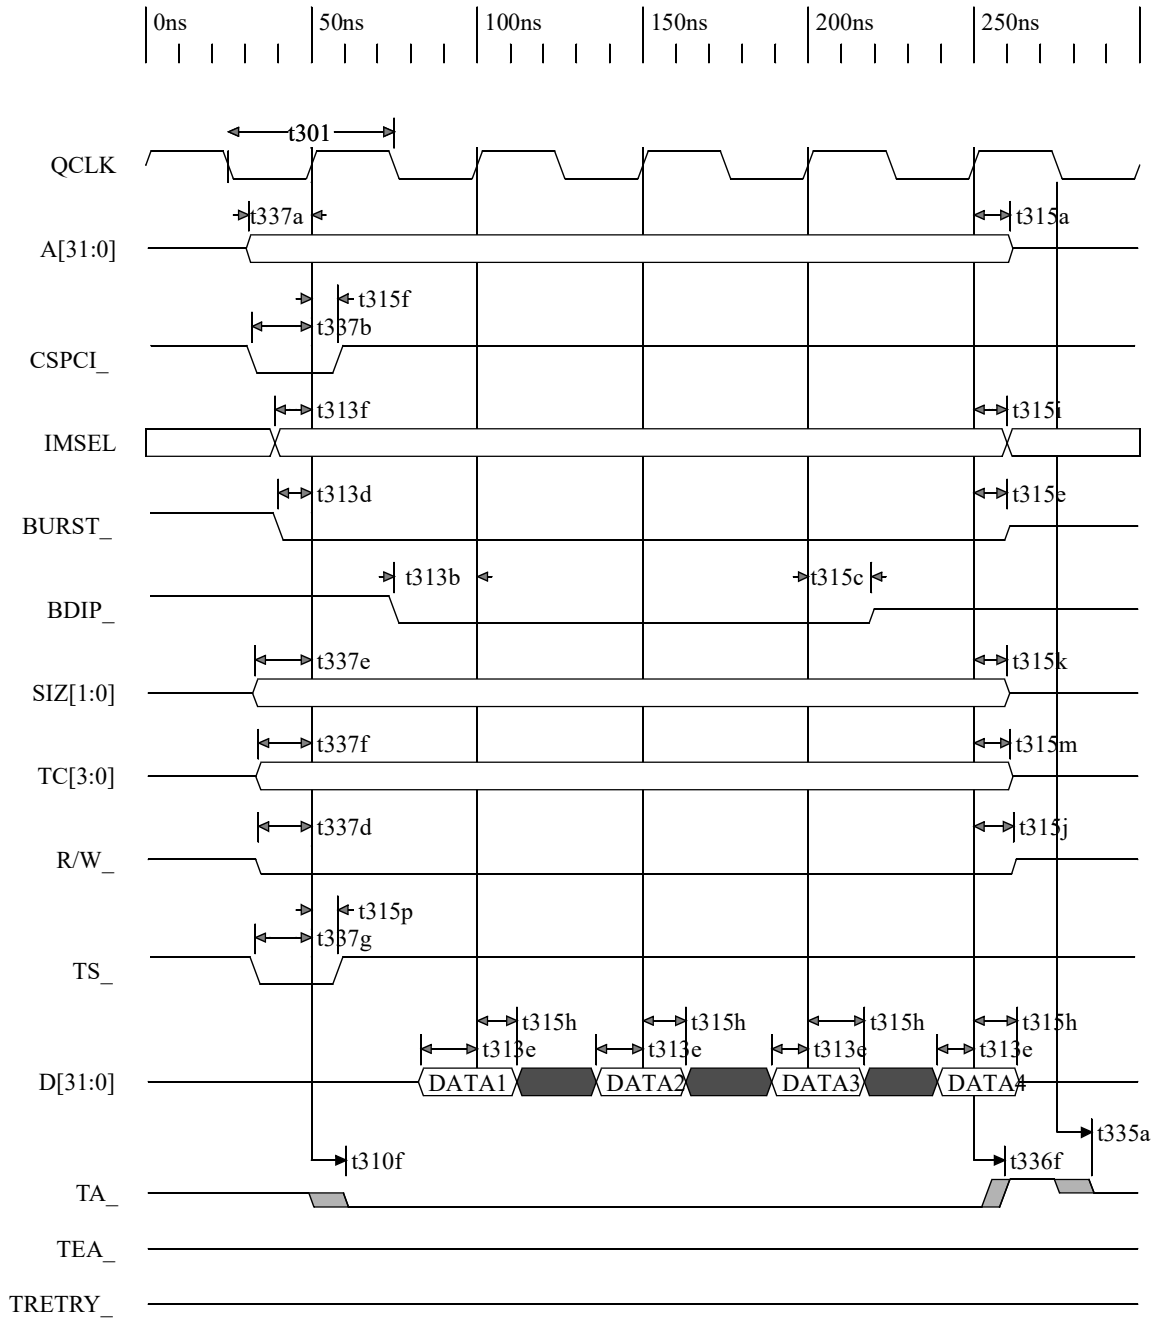 0ns 50ns 100ns 150ns 200ns 250ns
t301
QCLK
t337a t315a
A[31:0]
t315f
t337b
CSPCI_
t313f t315i
IMSEL
t313d t315e
BURST_
t313b t315c
BDIP_
t337e t315k
SIZ[1:0]
t337f t315m
TC[3:0]
t337d t315j
R/W_
t315p
t337g
TS_
t315h t315h t315h t315h
t313e t313e t313e t313e
D[31:0] DATA1 DATA2 DATA3 DATA4
t335a
t310f t336f
TA_
TEA_
TRETRY_